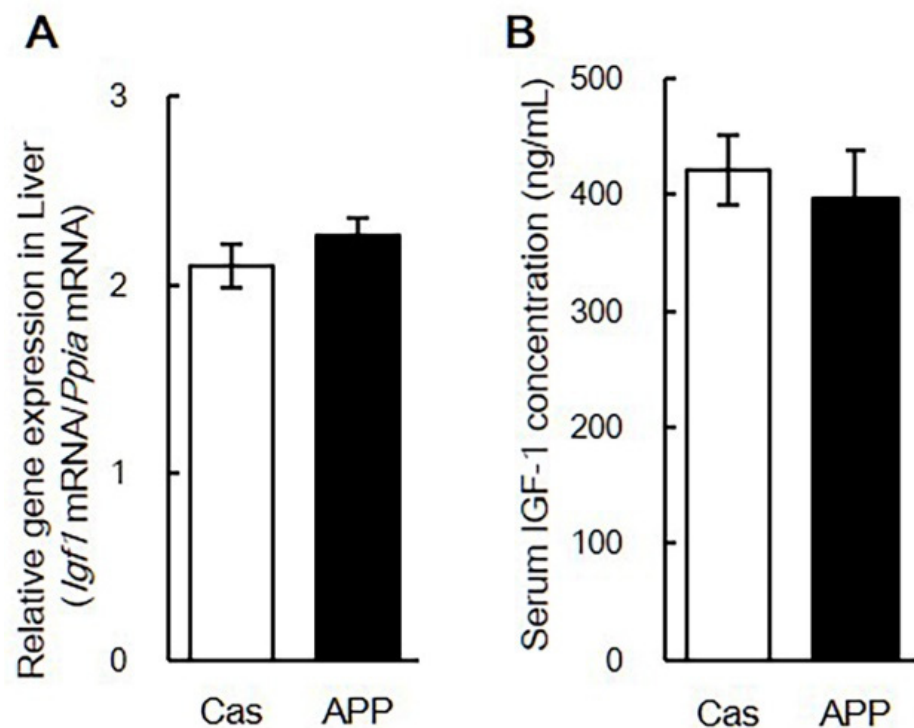 A
Relative gene expression in Liver
(Igf1 mRNA/Ppia mRNA)
3
2
1
0
Cas APP
B
Serum IGF-1 concentration (ng/mL)
500
400
300
200
100
0
Cas APP